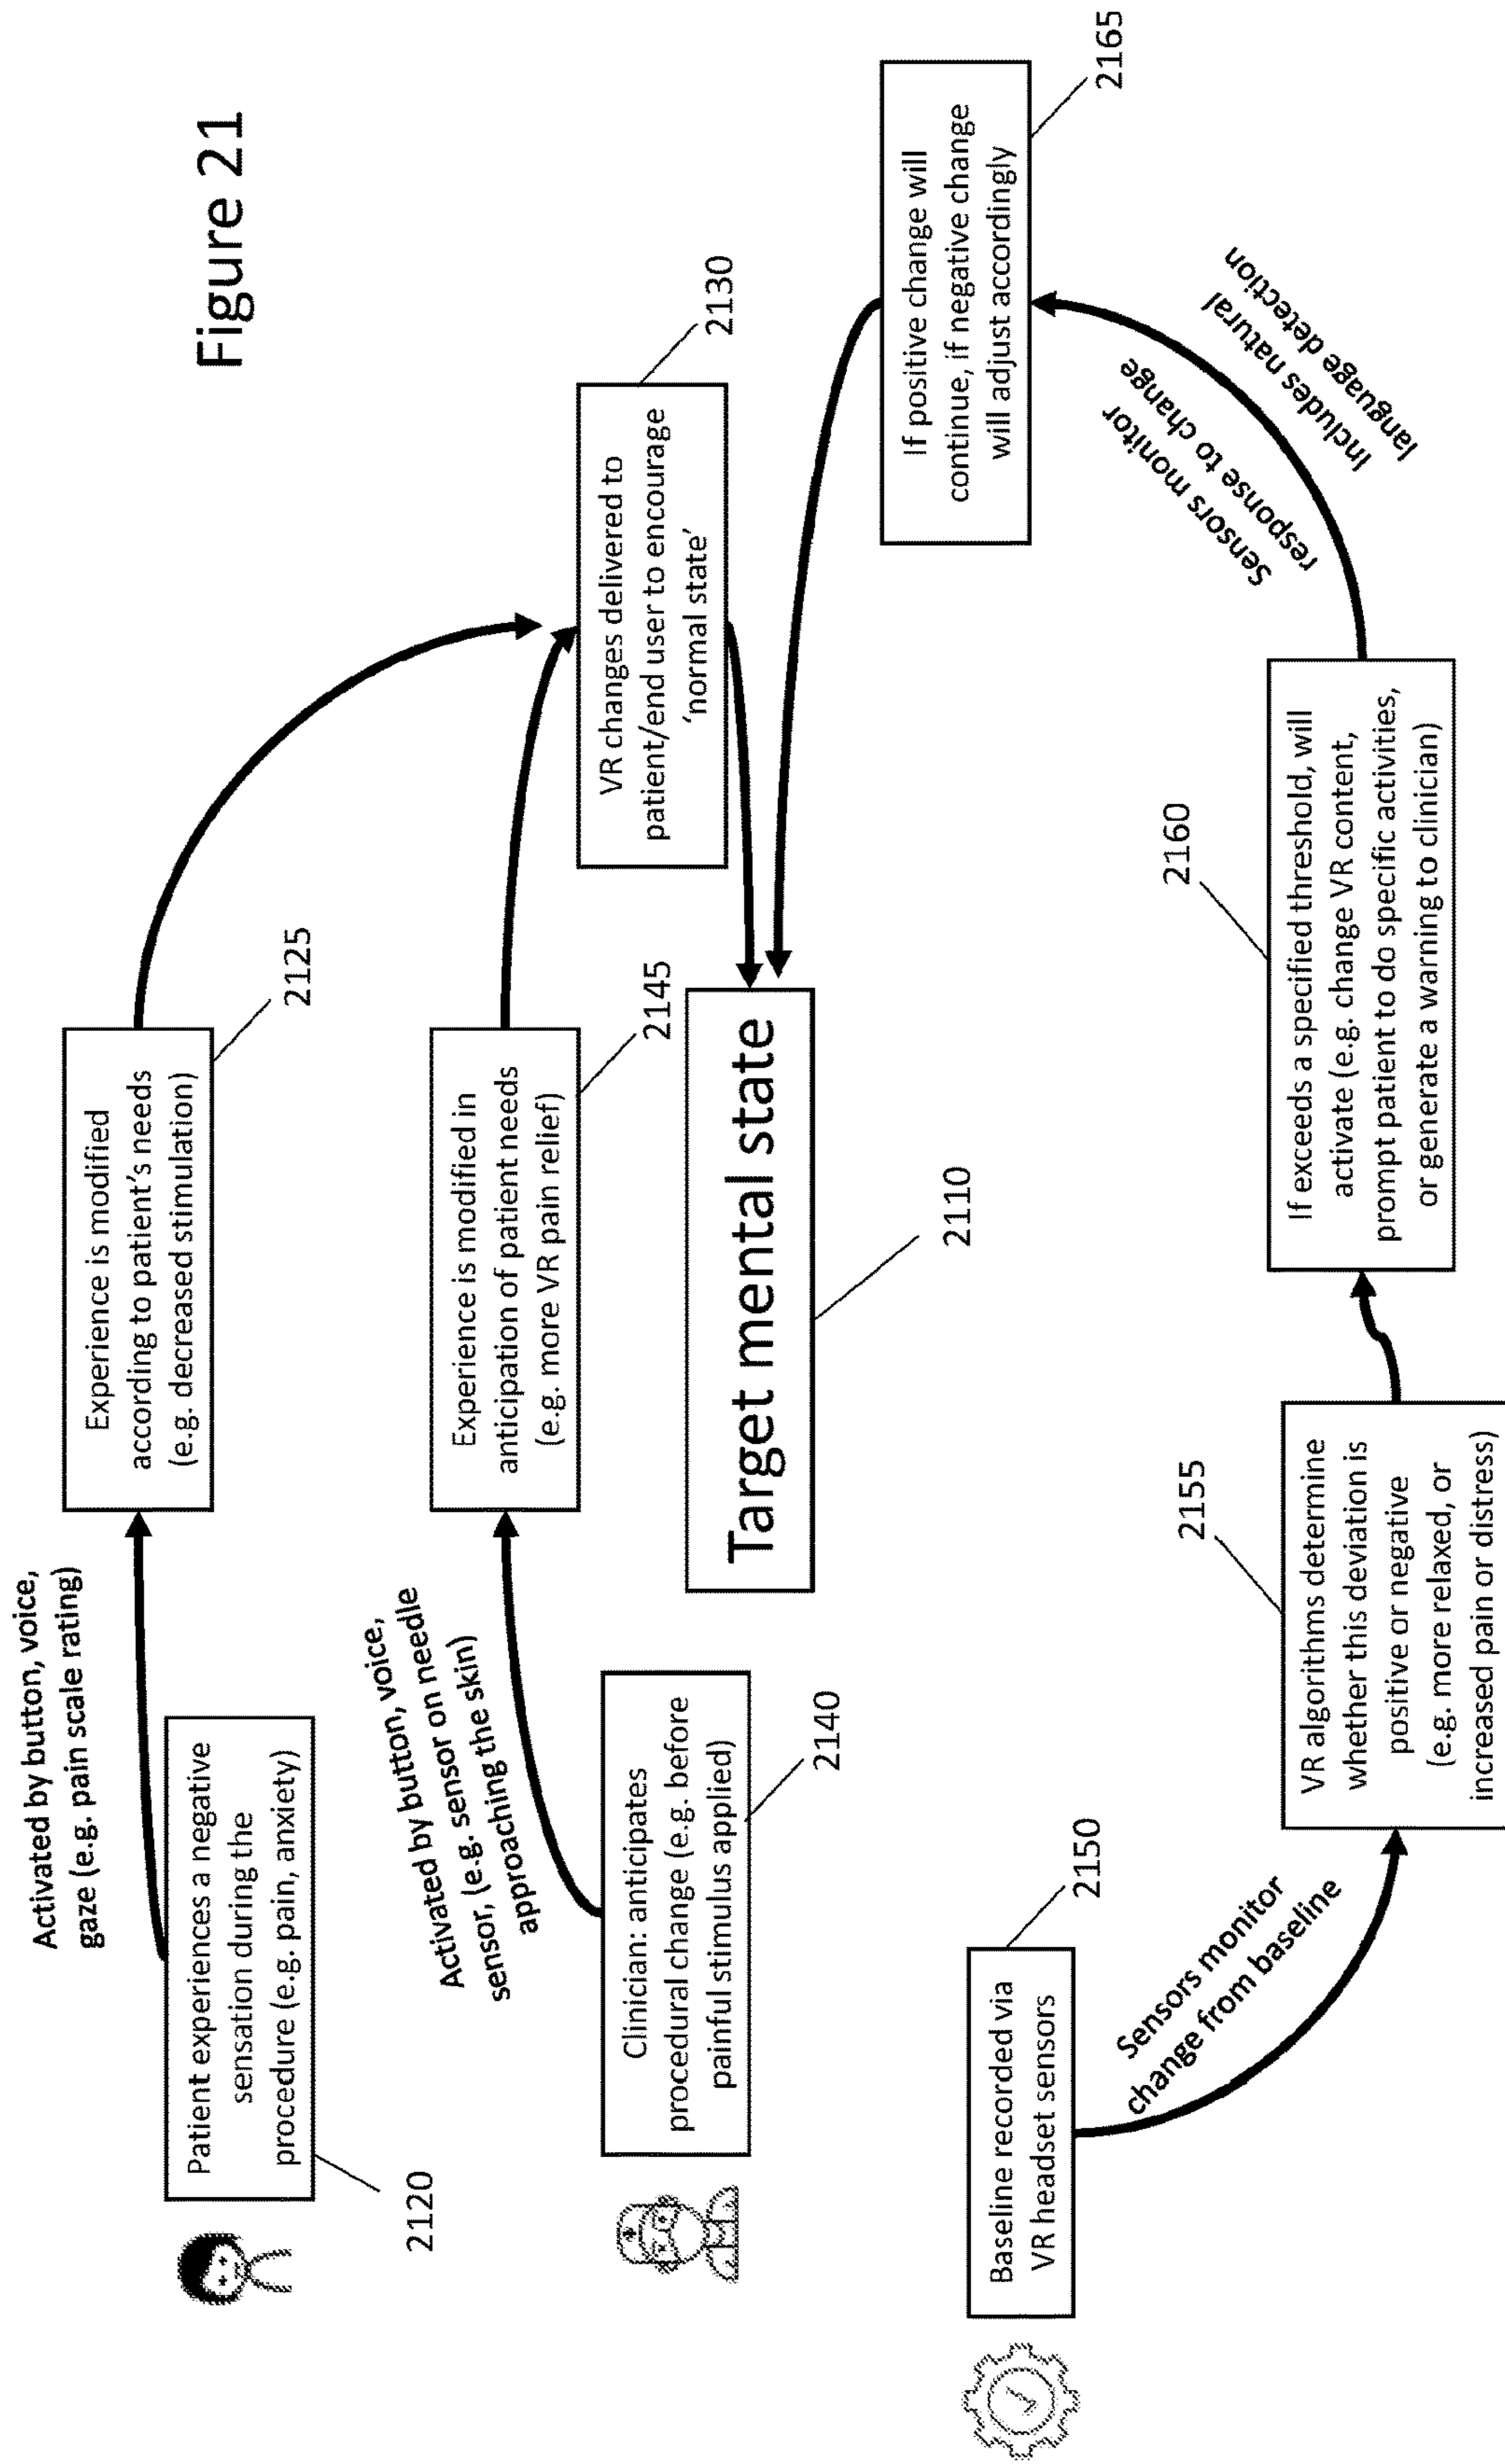 Figure 21
Activated by button, voice,
gaze (e.g. pain scale rating)
Patient experiences a negative
sensation during the
procedure (e.g. pain, anxiety)
2120
Experience is modified
according to patient's needs
(e.g. decreased stimulation)
2125
VR changes delivered to
patient/end user to encourage
'normal state'
2130
Activated by button, voice,
sensor, (e.g. sensor on needle
approaching the skin)
Clinician: anticipates
procedural change (e.g. before
painful stimulus applied)
2140
Experience is modified in
anticipation of patient needs
(e.g. more VR pain relief)
2145
Target mental state
2110
Baseline recorded via
VR headset sensors
2150
Sensors monitor
change from baseline
VR algorithms determine
whether this deviation is
positive or negative
(e.g. more relaxed, or
increased pain or distress)
2155
If exceeds a specified threshold, will
activate (e.g. change VR content,
prompt patient to do specific activities,
or generate a warning to clinician)
2160
Sensors monitor
response to change
Includes natural
language detection
If positive change will
continue, if negative change
will adjust accordingly
2165